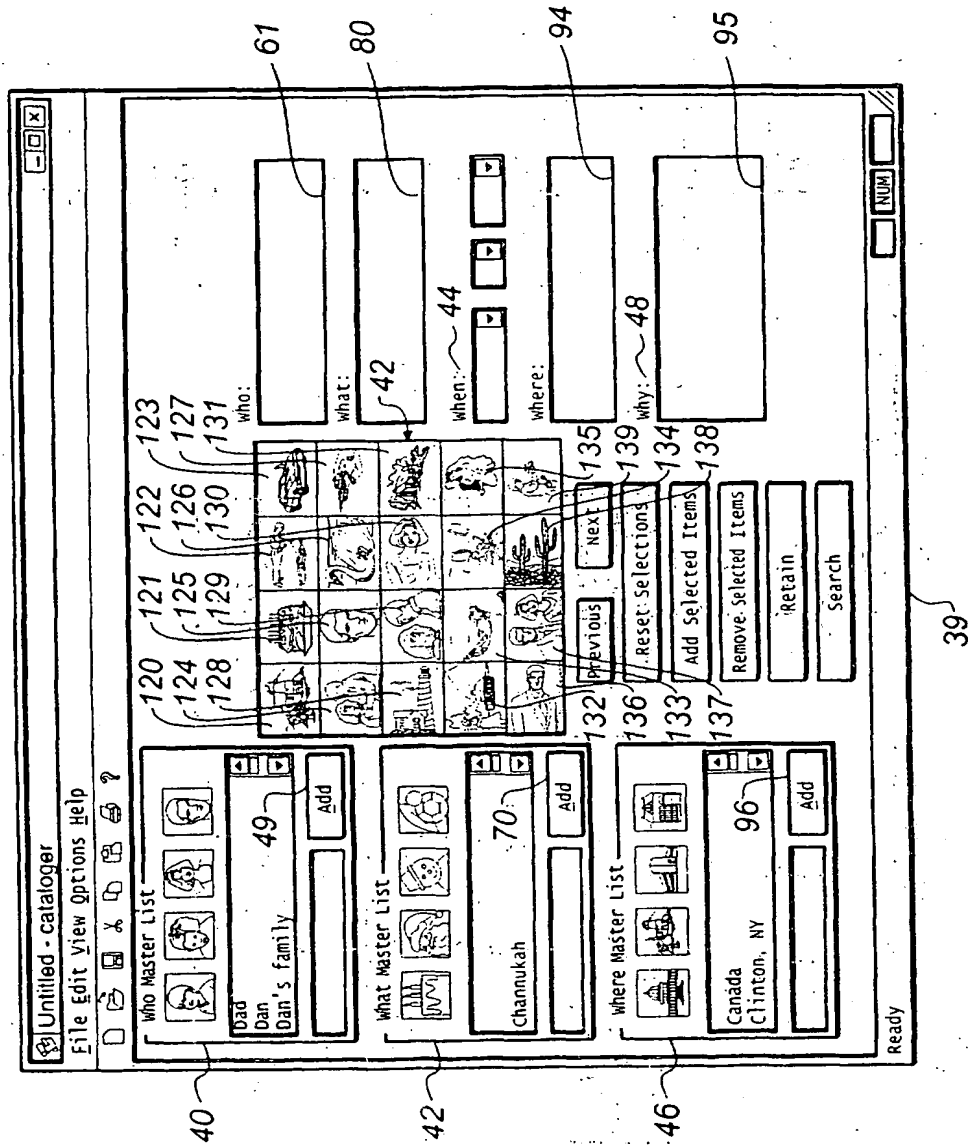 Untitled - cataloger
File Edit View Options Help
?
Who Master List
Dad
Dan
Dan's family
49
Add
40
What Master List
Channukah
70
Add
42
Where Master List
Canada
Clinton, NY
96
Add
46
Ready
120
121
122
123
124
125
126
127
128
129
130
131
42
132
136
133
137
135
139
134
138
Previous
Next
Reset Selections
Add Selected Items
Remove Selected Items
Retain
Search
Who:
61
What:
80
When:
44
Where:
94
Why:
48
95
NUM
39